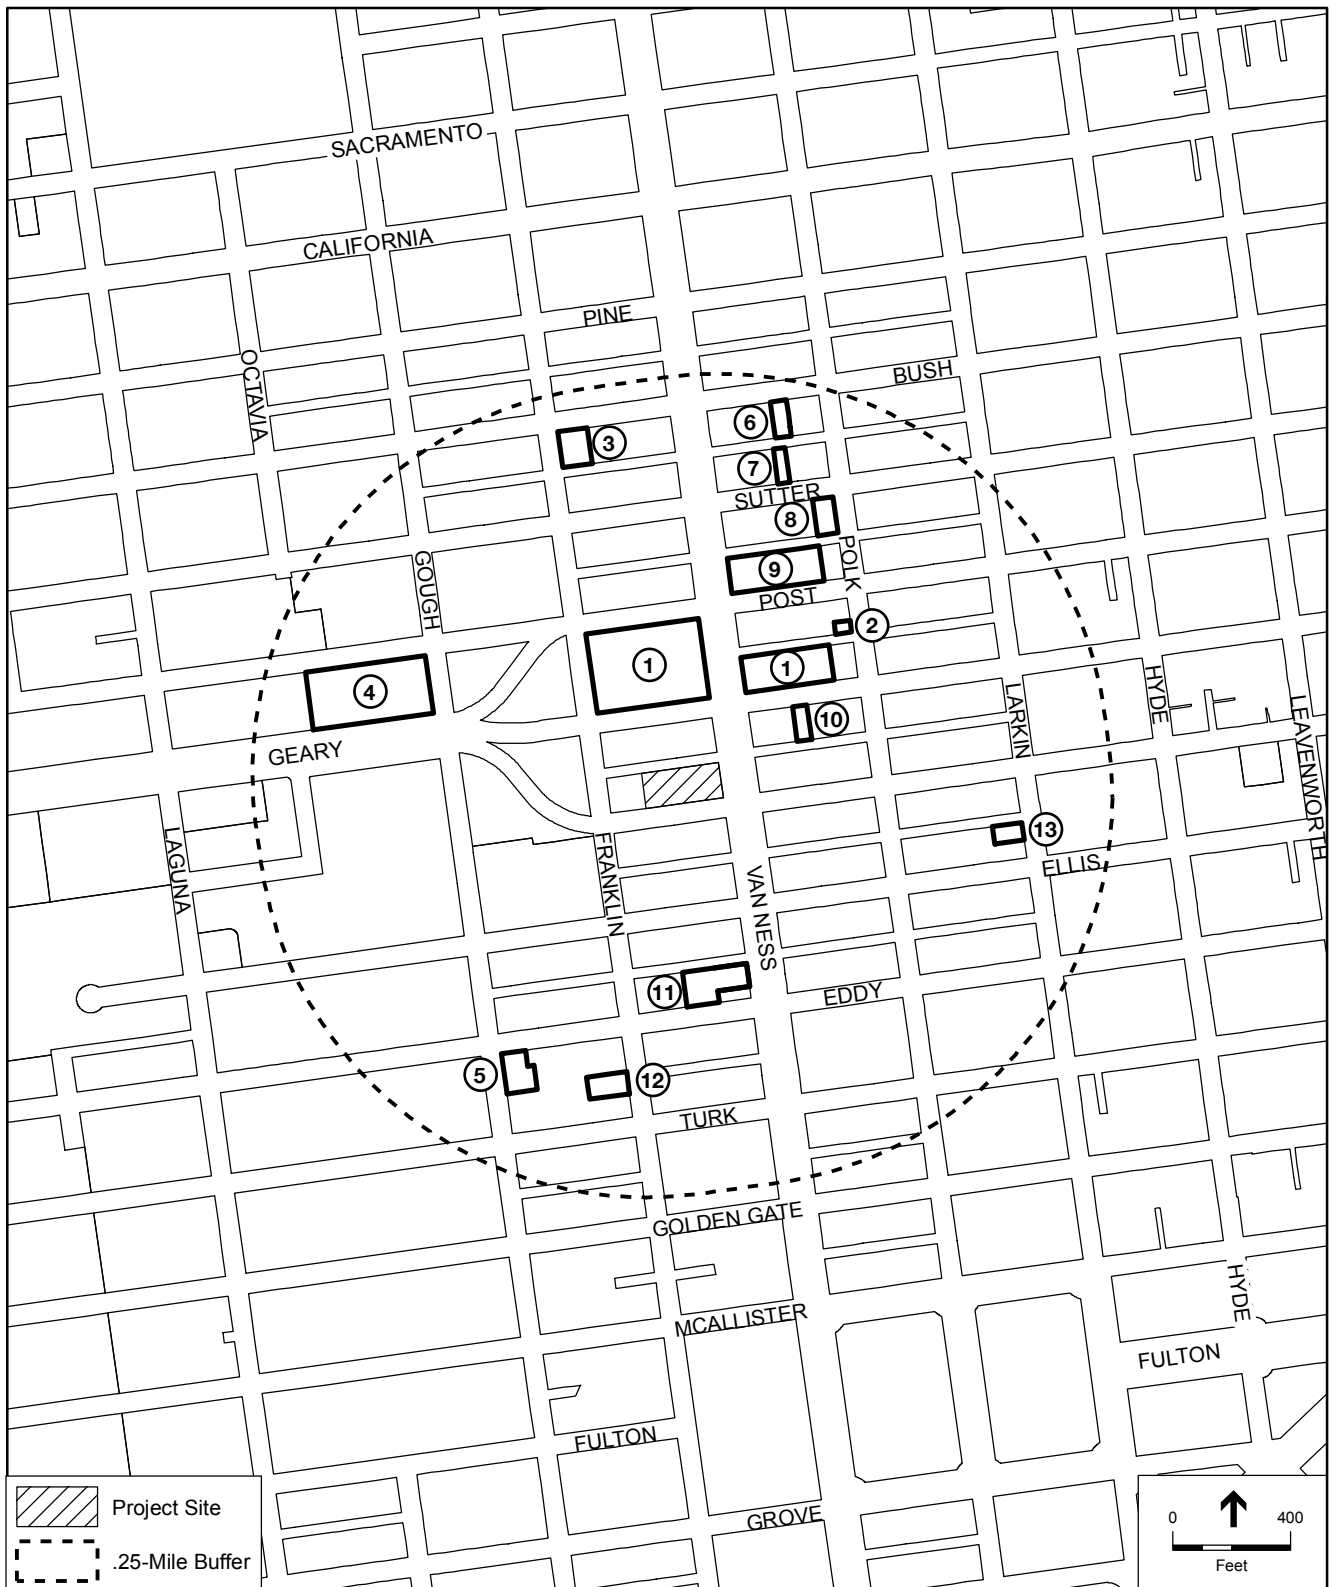 SACRAMENTO
CALIFORNIA
PINE
OCTAVIA
BUSH
6
3
7
SUTTER
8
POLK
GOUGH
9
POST
2
1
1
4
10
HYDE
LARKIN
LEAVENWORTH
GEARY
13
ELLIS
LAGUNA
FRANKLIN
VAN NESS
11
EDDY
5
12
TURK
GOLDEN GATE
HYDE
MCALLISTER
FULTON
FULTON
GROVE
Project Site
.25-Mile Buffer
0 400
Feet